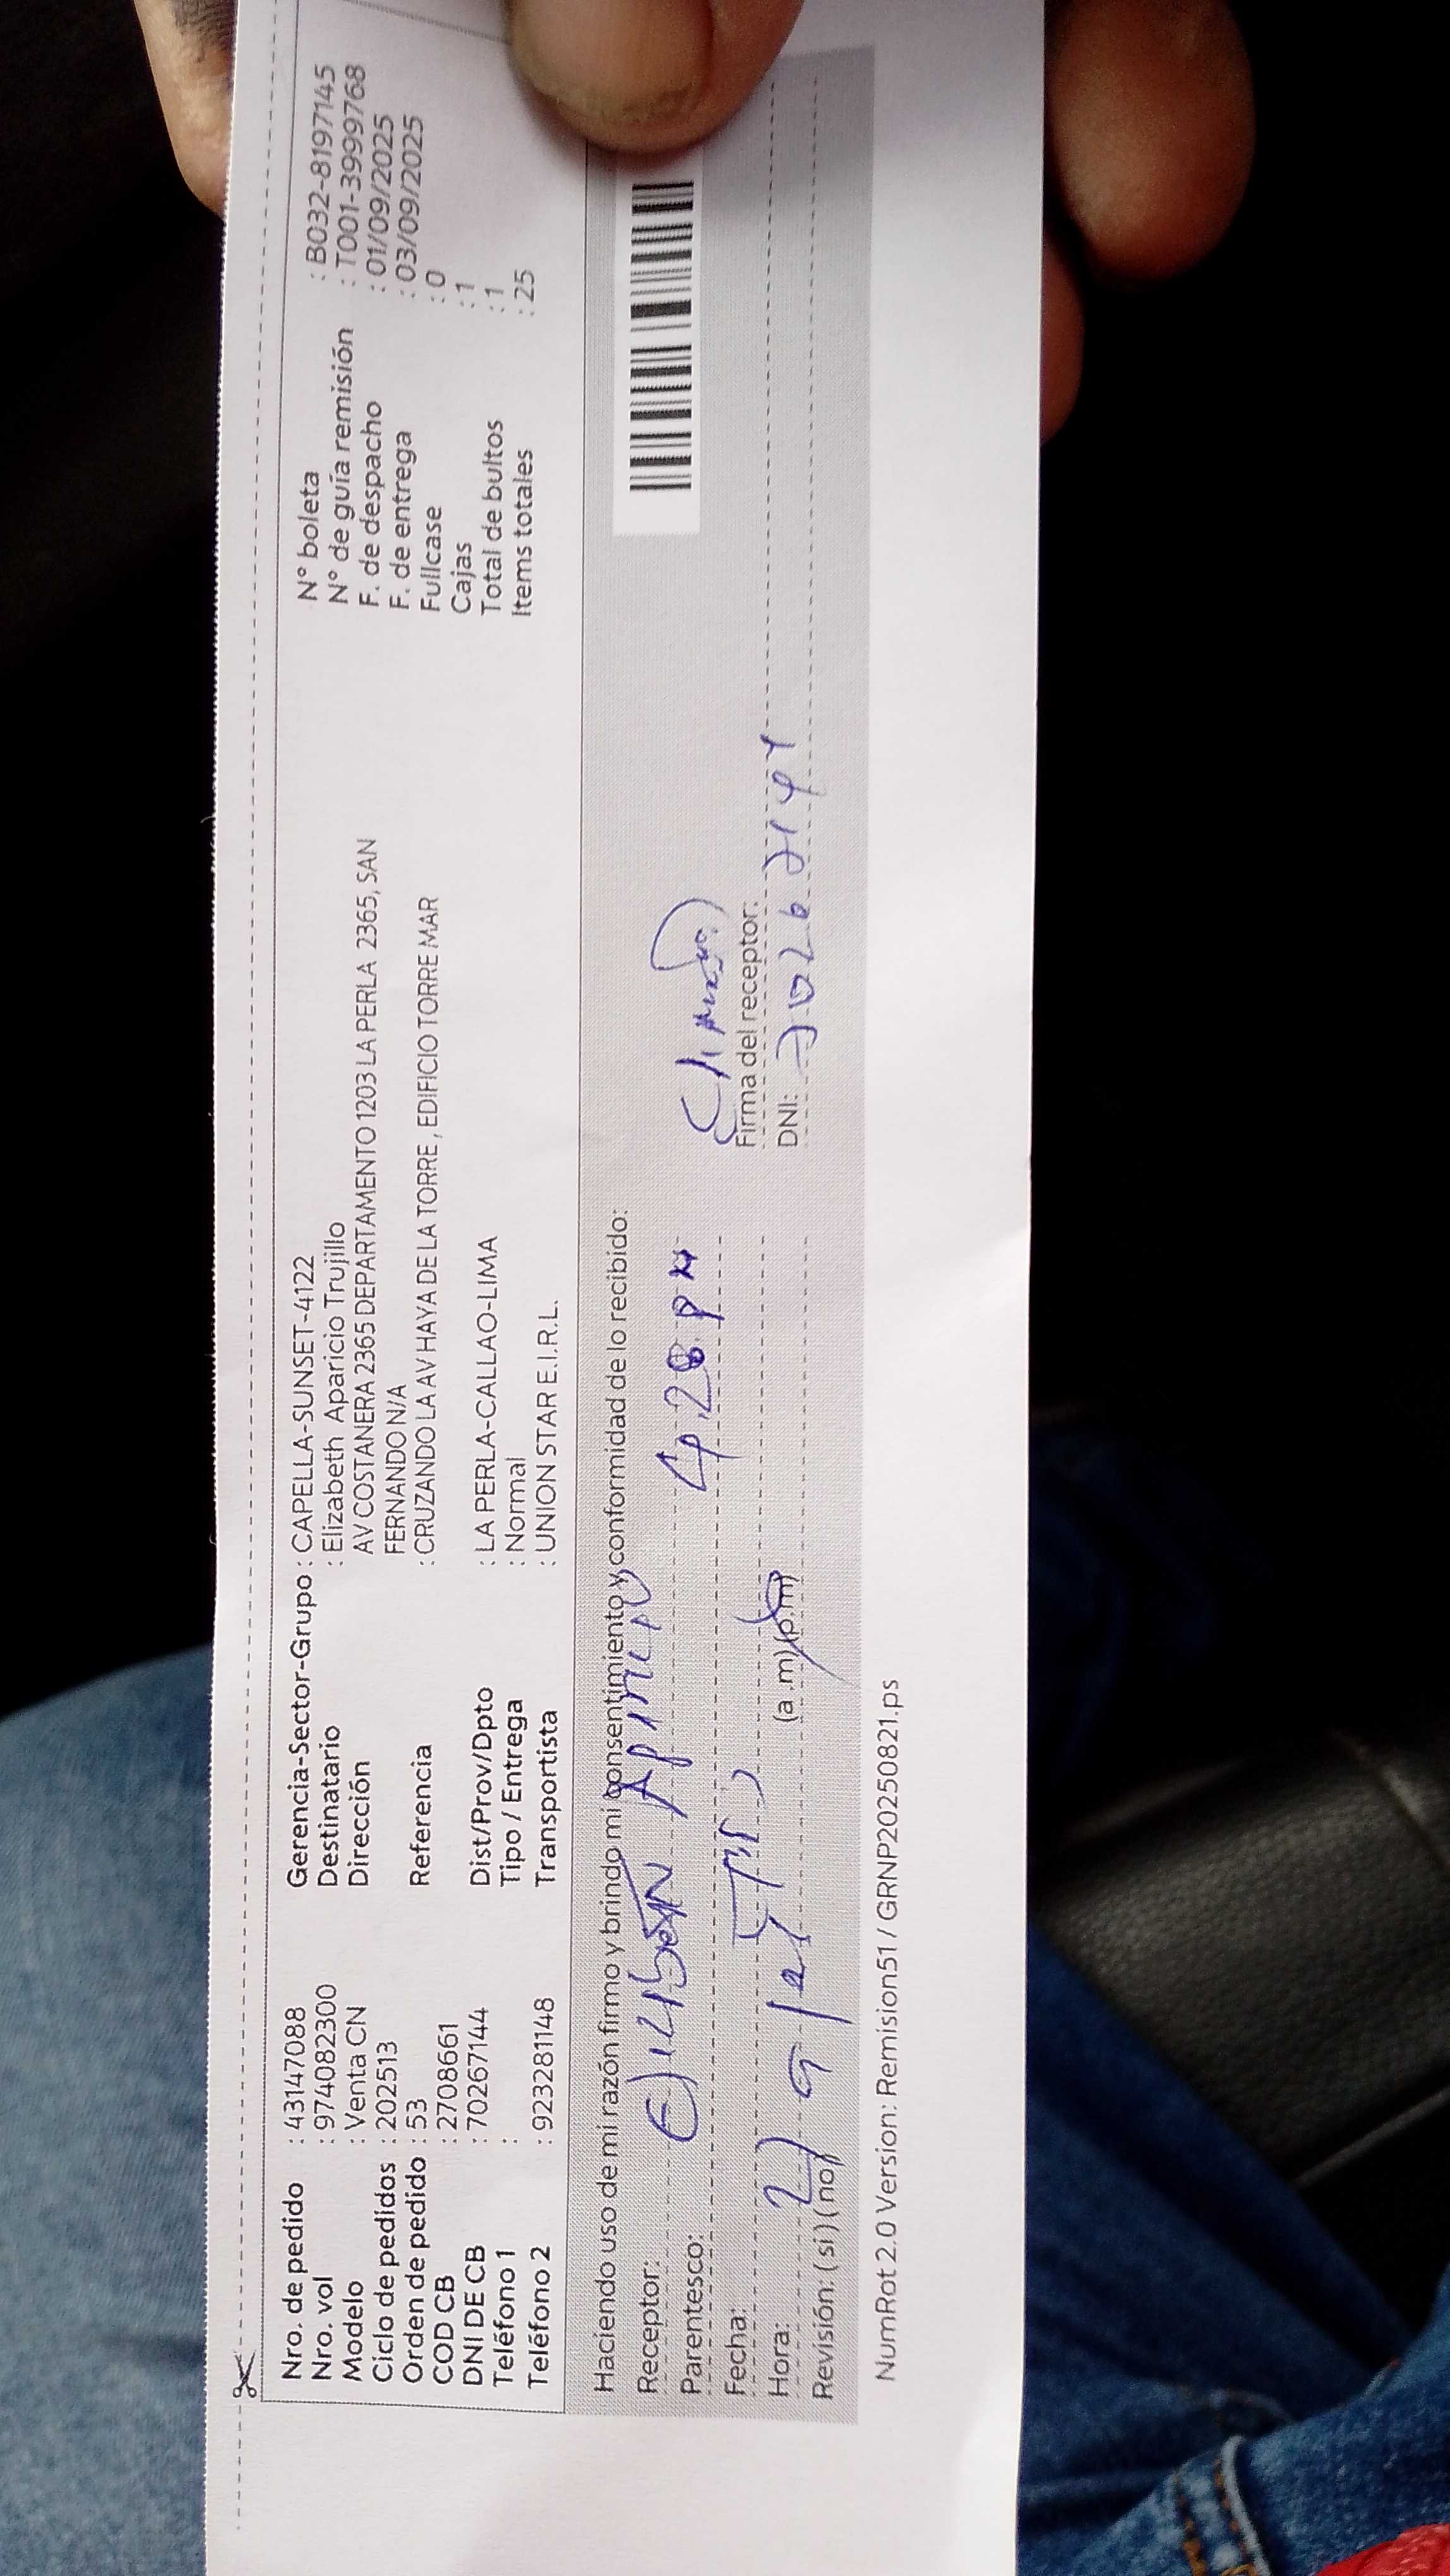 Nro. de pedido : 43147088 Gerencia-Sector-Grupo : CAPELLA-SUNSET-4122 N° boleta : B032-8197145
Nro. vol : 974082300 Destinatario : Elizabeth Aparicio Trujillo N° de guía remisión : T001-39997768
Modelo : Venta CN Dirección AV COSTANERA 2365 DEPARTAMENTO 1203 LA PERLA 2365, SAN F. de despacho : 01/09/2025
Ciclo de pedidos : 202513 FERNANDO N/A F. de entrega : 03/09/2025
Orden de pedido : 53 Referencia : CRUZANDO LA AV HAYA DE LA TORRE , EDIFICIO TORRE MAR Fullcase : 0
COD CB : 2708661 Cajas : 1
DNI DE CB : 70267144 Dist/Prov/Dpto : LA PERLA-CALLAO-LIMA Total de bultos : 1
Teléfono 1 : Tipo / Entrega : Normal Items totales : 25
Teléfono 2 : 923281148 Transportista : UNION STAR E.I.R.L.
Haciendo uso de mi razón firmo y brindo mi consentimiento y conformidad de lo recibido:
Receptor:
Parentesco: 4.28 PM
Fecha: Firma del receptor:
Hora: (a .m) (p.m) DNI: 70267144
Revisión: ( si ) ( no )
NumRot 2.0 Version: Remision51 / GRNP20250821.ps